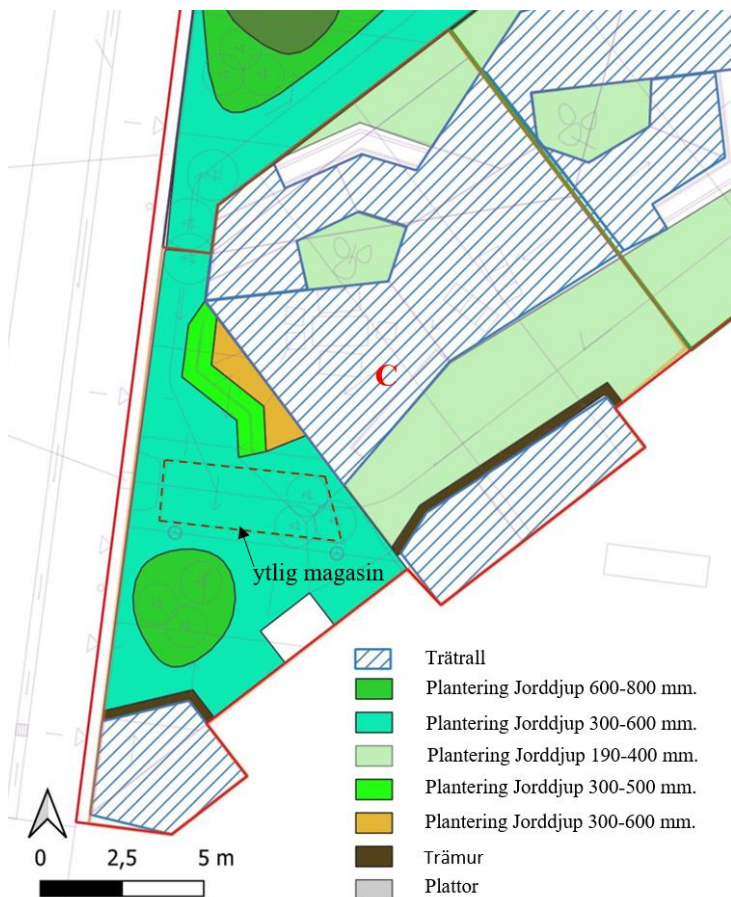 C
ytlig magasin
Trätrall
Plantering Jorddjup 600-800 mm.
Plantering Jorddjup 300-600 mm.
Plantering Jorddjup 190-400 mm.
Plantering Jorddjup 300-500 mm.
Plantering Jorddjup 300-600 mm.
Trämur
Plattor
0 2,5 5 m